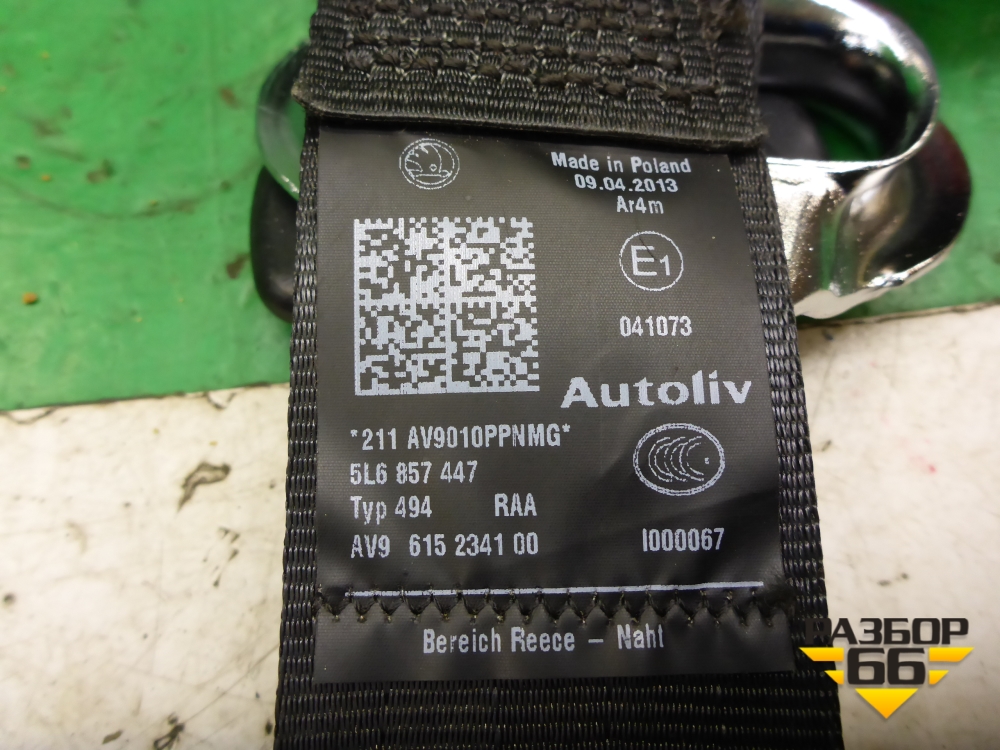 Made in Poland
09.04.2013
Ar4m
E1
041073
Autoliv
*211 AV9010PPNMG*
5L6 857 447
Typ 494 RAA
AV9 615 2341 00
I000067
Bereich Reece – Naht
РАЗБОР
66